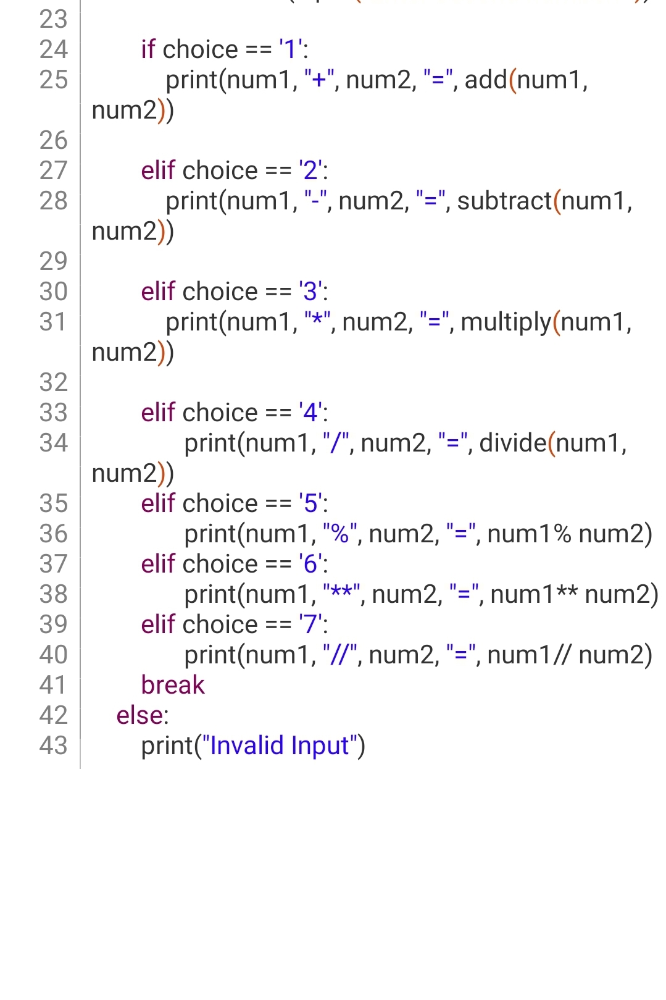 23
24 if choice == '1':
25 print(num1, "+", num2, "=", add(num1,
num2))
26
27 elif choice == '2':
28 print(num1, "-", num2, "=", subtract(num1,
num2))
29
30 elif choice == '3':
31 print(num1, "*", num2, "=", multiply(num1,
num2))
32
33 elif choice == '4':
34 print(num1, "/", num2, "=", divide(num1,
num2))
35 elif choice == '5':
36 print(num1, "%", num2, "=", num1% num2)
37 elif choice == '6':
38 print(num1, "**", num2, "=", num1** num2)
39 elif choice == '7':
40 print(num1, "//", num2, "=", num1// num2)
41 break
42 else:
43 print("Invalid Input")